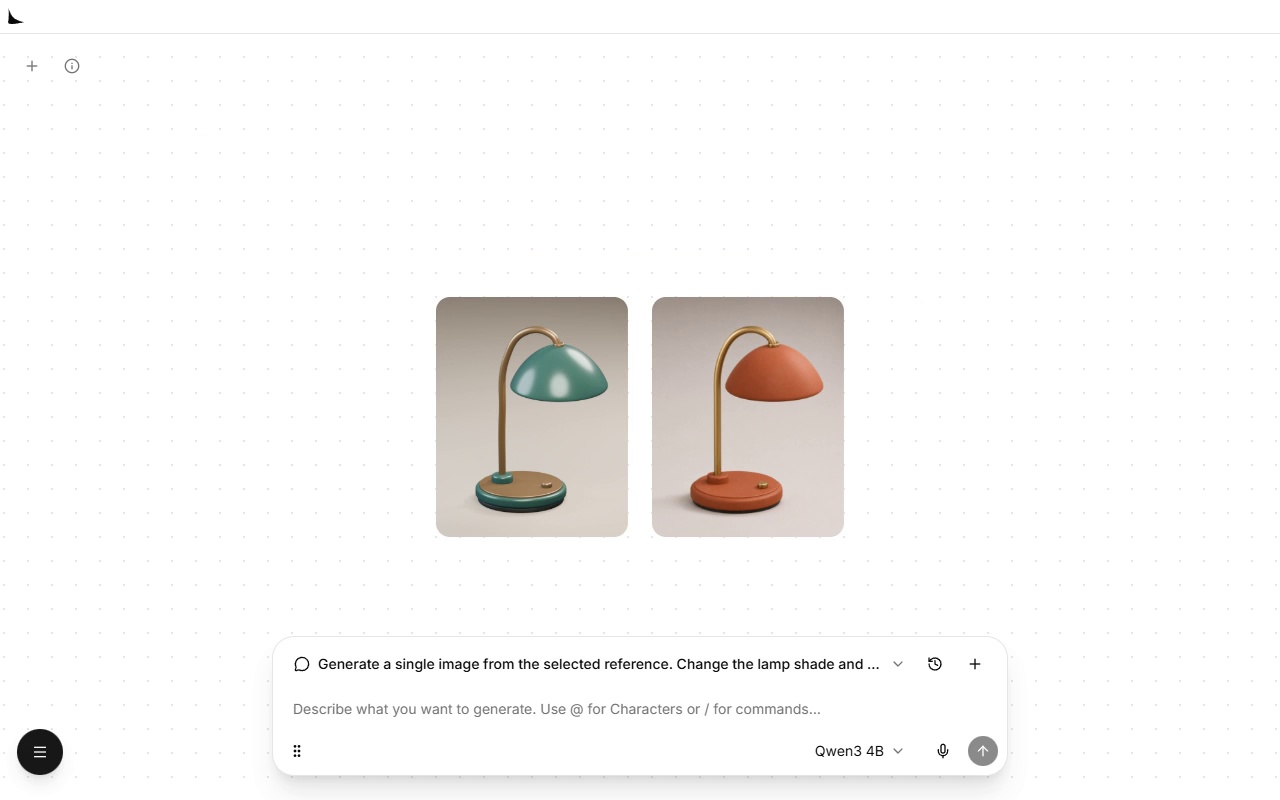 Generate a single image from the selected reference. Change the lamp shade and ...
Describe what you want to generate. Use @ for Characters or / for commands...
Qwen3 4B